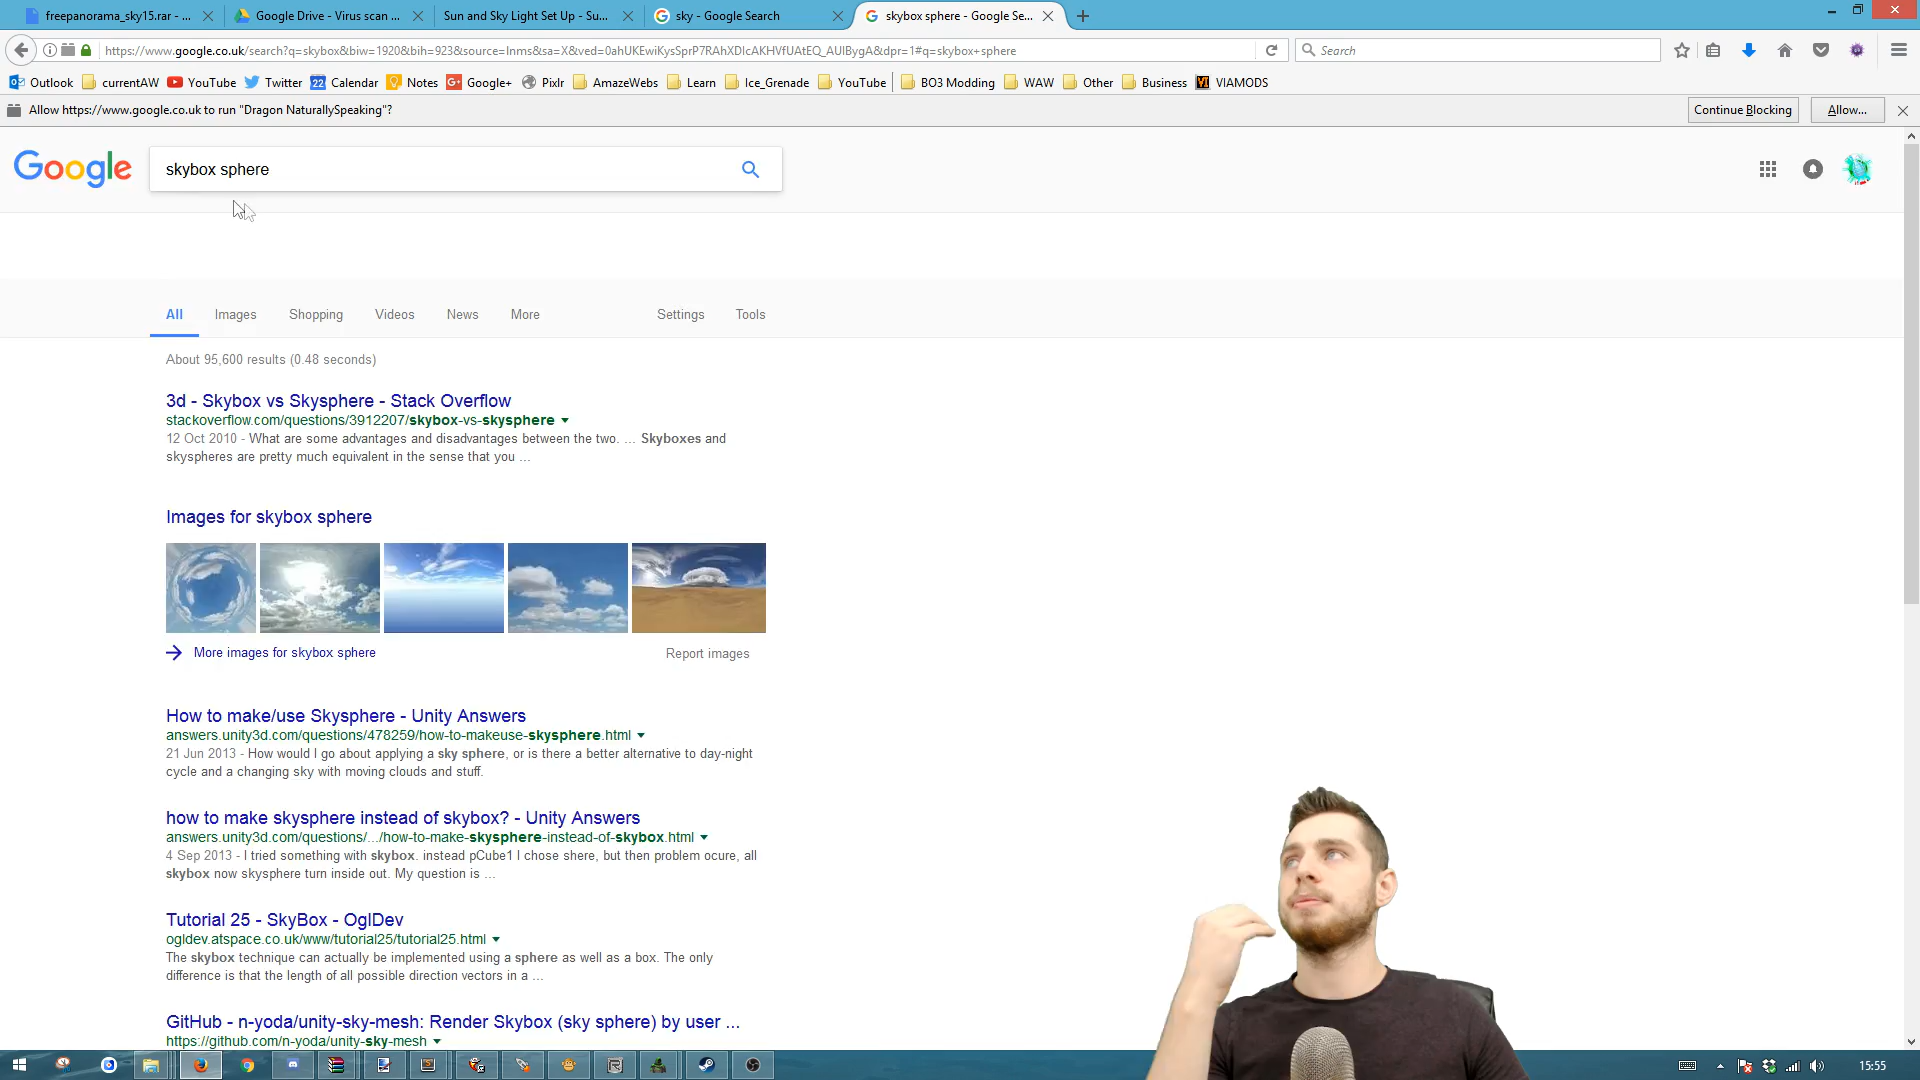 freepanorama_sky15.rar - ...
Google Drive - Virus scan ...
Sun and Sky Light Set Up - Su...
sky - Google Search
skybox sphere - Google Se...
https://www.google.co.uk/search?q=skybox&biw=1920&bih=923&source=lnms&sa=X&ved=0ahUKEwiKysSprP7RAhXDIcAKHVfUAtEQ_AUIBygA&dpr=1#q=skybox+sphere
Search
Outlook
currentAW
YouTube
Twitter
22
Calendar
Notes
Google+
Pixlr
AmazeWebs
Learn
Ice_Grenade
YouTube
BO3 Modding
WAW
Other
Business
VIAMODS
Allow https://www.google.co.uk to run "Dragon NaturallySpeaking"?
Continue Blocking
Allow...
Google
skybox sphere
All
Images
Shopping
Videos
News
More
Settings
Tools
About 95,600 results (0.48 seconds)
3d - Skybox vs Skysphere - Stack Overflow
stackoverflow.com/questions/3912207/skybox-vs-skysphere
12 Oct 2010 - What are some advantages and disadvantages between the two. ... Skyboxes and
skyspheres are pretty much equivalent in the sense that you ...
Images for skybox sphere
More images for skybox sphere
Report images
How to make/use Skysphere - Unity Answers
answers.unity3d.com/questions/478259/how-to-makeuse-skysphere.html
21 Jun 2013 - How would I go about applying a sky sphere, or is there a better alternative to day-night
cycle and a changing sky with moving clouds and stuff.
how to make skysphere instead of skybox? - Unity Answers
answers.unity3d.com/questions/.../how-to-make-skysphere-instead-of-skybox.html
4 Sep 2013 - I tried something with skybox. instead pCube1 I chose shere, but then problem ocure, all
skybox now skysphere turn inside out. My question is ...
Tutorial 25 - SkyBox - OglDev
ogldev.atspace.co.uk/www/tutorial25/tutorial25.html
The skybox technique can actually be implemented using a sphere as well as a box. The only
difference is that the length of all possible direction vectors in a ...
GitHub - n-yoda/unity-sky-mesh: Render Skybox (sky sphere) by user ...
https://github.com/n-yoda/unity-sky-mesh
15:55